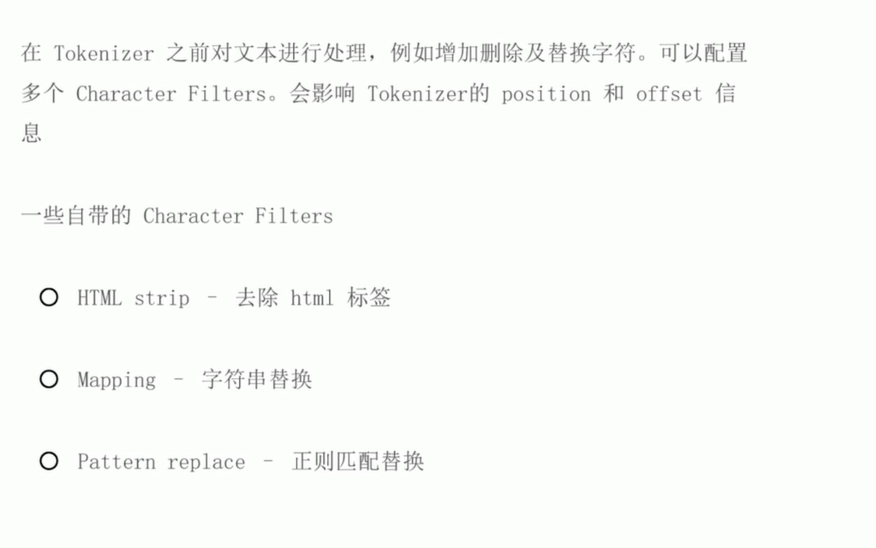 在 Tokenizer 之前对文本进行处理，例如增加删除及替换字符。可以配置
多个 Character Filters。会影响 Tokenizer的 position 和 offset 信
息
一些自带的 Character Filters
HTML strip – 去除 html 标签
Mapping – 字符串替换
Pattern replace – 正则匹配替换